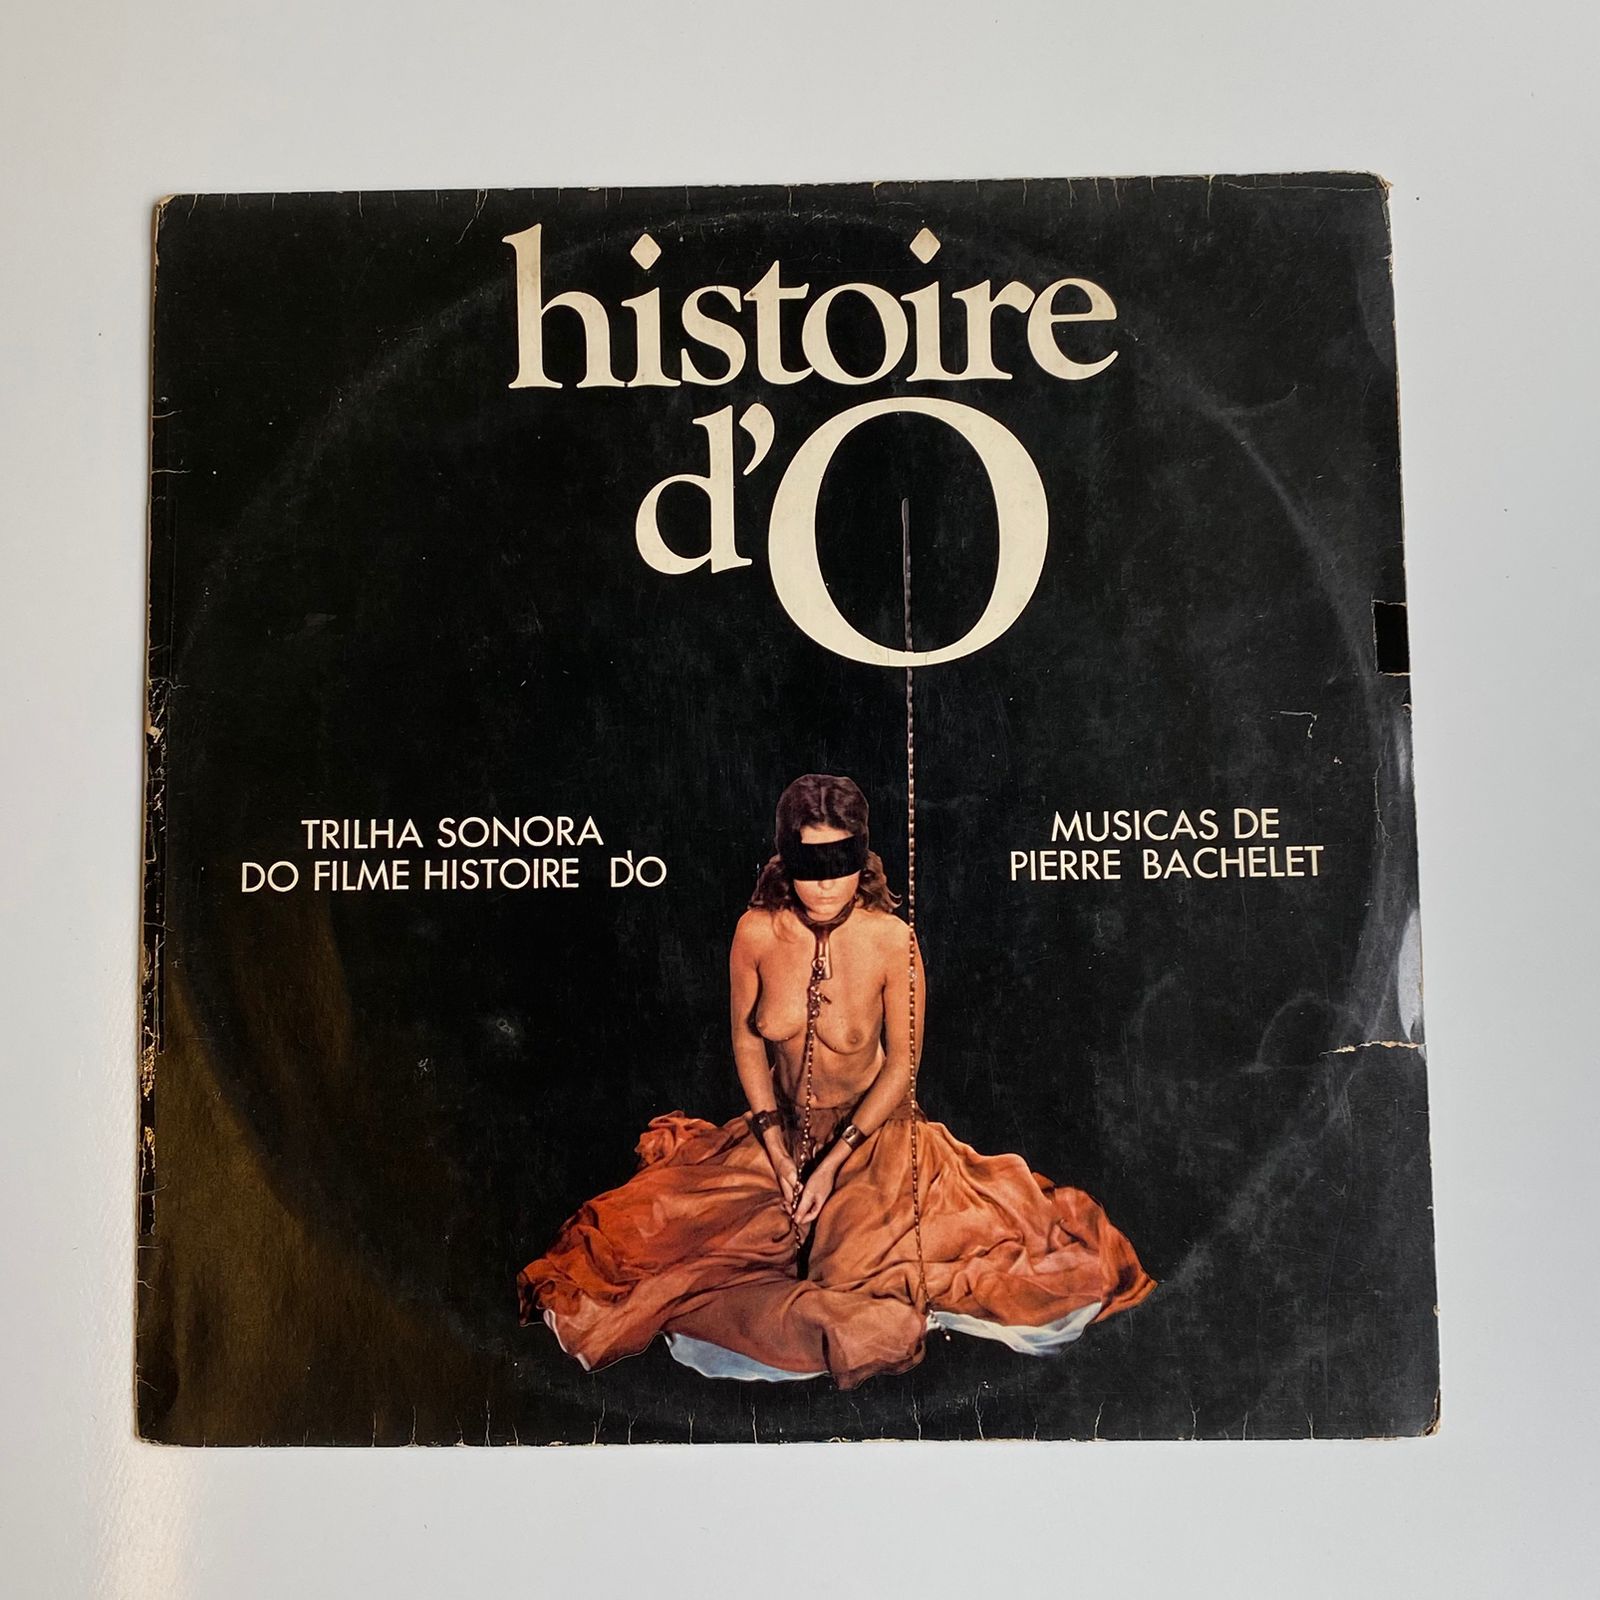 histoire
d'O
TRILHA SONORA
DO FILME HISTOIRE D'O
MUSICAS DE
PIERRE BACHELET